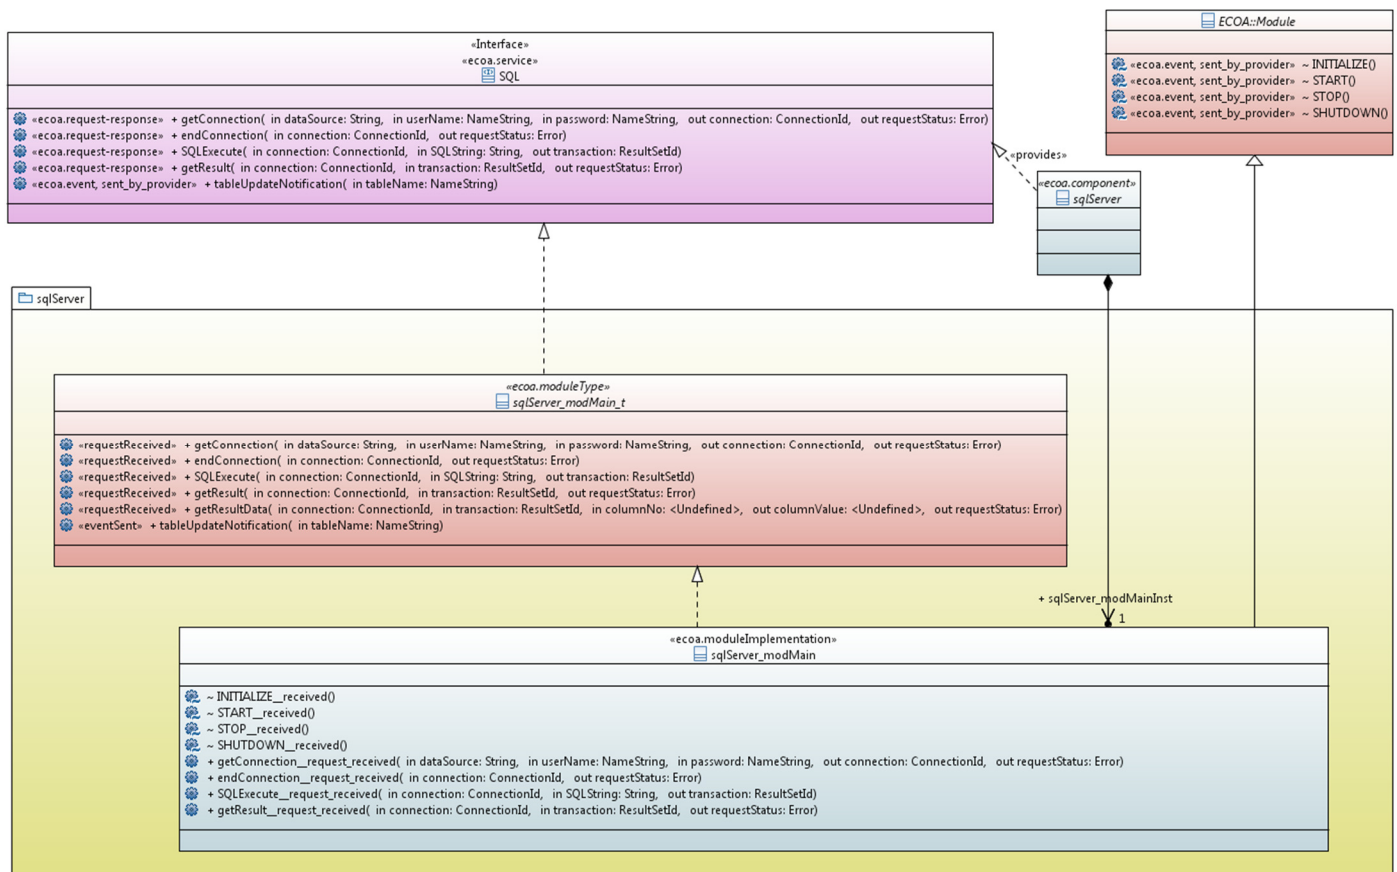 «Interface»
«ecoa.service»
SQL
«ecoa.request-response» + getConnection( in dataSource: String, in userName: NameString, in password: NameString, out connection: ConnectionId, out requestStatus: Error)
«ecoa.request-response» + endConnection( in connection: ConnectionId, out requestStatus: Error)
«ecoa.request-response» + SQLExecute( in connection: ConnectionId, in SQLString: String, out transaction: ResultSetId)
«ecoa.request-response» + getResult( in connection: ConnectionId, in transaction: ResultSetId, out requestStatus: Error)
«ecoa.event, sent_by_provider» + tableUpdateNotification( in tableName: NameString)
ECOA::Module
«ecoa.event, sent_by_provider» ~ INITIALIZE()
«ecoa.event, sent_by_provider» ~ START()
«ecoa.event, sent_by_provider» ~ STOP()
«ecoa.event, sent_by_provider» ~ SHUTDOWN()
«provides»
«ecoa.component»
sqlServer
sqlServer
«ecoa.moduleType»
sqlServer_modMain_t
«requestReceived» + getConnection( in dataSource: String, in userName: NameString, in password: NameString, out connection: ConnectionId, out requestStatus: Error)
«requestReceived» + endConnection( in connection: ConnectionId, out requestStatus: Error)
«requestReceived» + SQLExecute( in connection: ConnectionId, in SQLString: String, out transaction: ResultSetId)
«requestReceived» + getResult( in connection: ConnectionId, in transaction: ResultSetId, out requestStatus: Error)
«requestReceived» + getResultData( in connection: ConnectionId, in transaction: ResultSetId, in columnNo: <Undefined>, out columnValue: <Undefined>, out requestStatus: Error)
«eventSent» + tableUpdateNotification( in tableName: NameString)
+ sqlServer_modMainInst
1
«ecoa.moduleImplementation»
sqlServer_modMain
~ INITIALIZE__received()
~ START__received()
~ STOP__received()
~ SHUTDOWN__received()
+ getConnection__request_received( in dataSource: String, in userName: NameString, in password: NameString, out connection: ConnectionId, out requestStatus: Error)
+ endConnection__request_received( in connection: ConnectionId, out requestStatus: Error)
+ SQLExecute__request_received( in connection: ConnectionId, in SQLString: String, out transaction: ResultSetId)
+ getResult__request_received( in connection: ConnectionId, in transaction: ResultSetId, out requestStatus: Error)